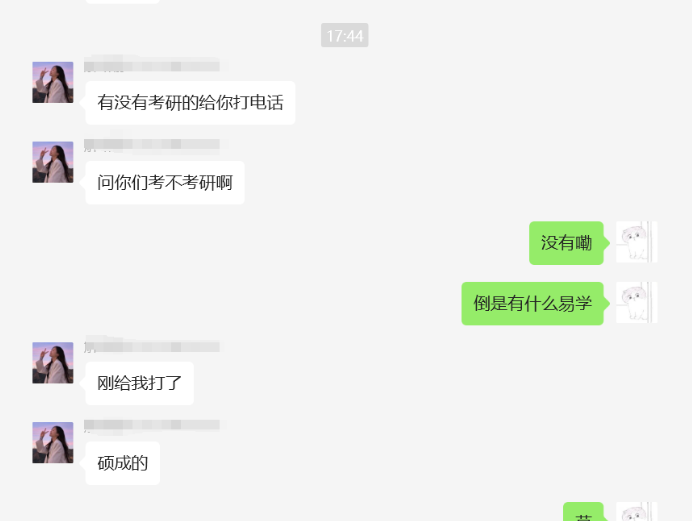 17:44
有没有考研的给你打电话
问你们考不考研啊
没有嘞
倒是有什么易学
刚给我打了
硕成的